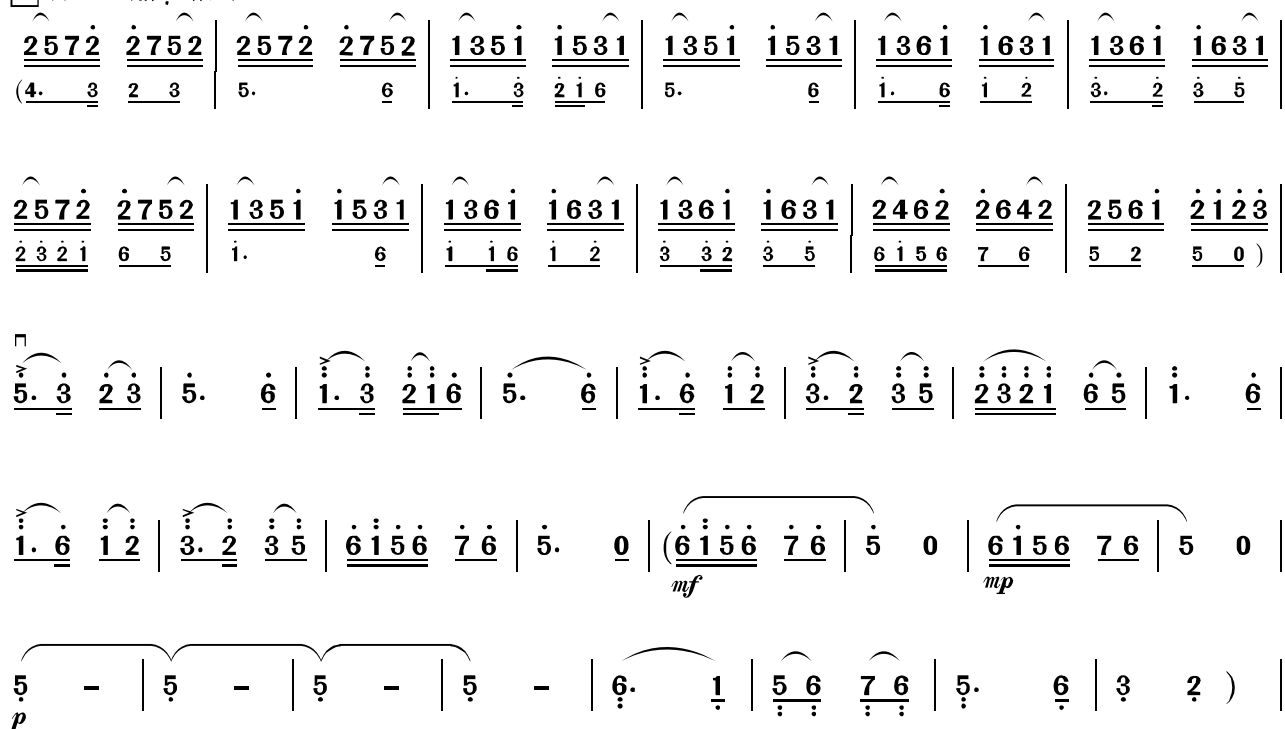 2572 2752 | 2572 2752 | 1351 1531 | 1351 1531 | 1361 1631 | 1361 1631 |
(4. 3 2 3 | 5. 6 | 1. 3 216 | 5. 6 | 1. 6 1 2 | 3. 2 3 5 |
2572 2752 | 1351 1531 | 1361 1631 | 1361 1631 | 2462 2642 | 2561 2123 |
2321 6 5 | 1. 6 | 1 16 1 2 | 3 32 3 5 | 6156 7 6 | 5 2 5 0 ) |
5. 3 2 3 | 5. 6 | 1. 3 216 | 5. 6 | 1. 6 1 2 | 3. 2 3 5 | 2321 6 5 | 1. 6 |
1. 6 1 2 | 3. 2 3 5 | 6156 7 6 | 5. 0 | (6156 7 6 | 5 0 | 6156 7 6 | 5 0 |
mf mp
5 – | 5 – | 5 – | 5 – | 6. 1 | 5 6 7 6 | 5. 6 | 3 2 ) |
p